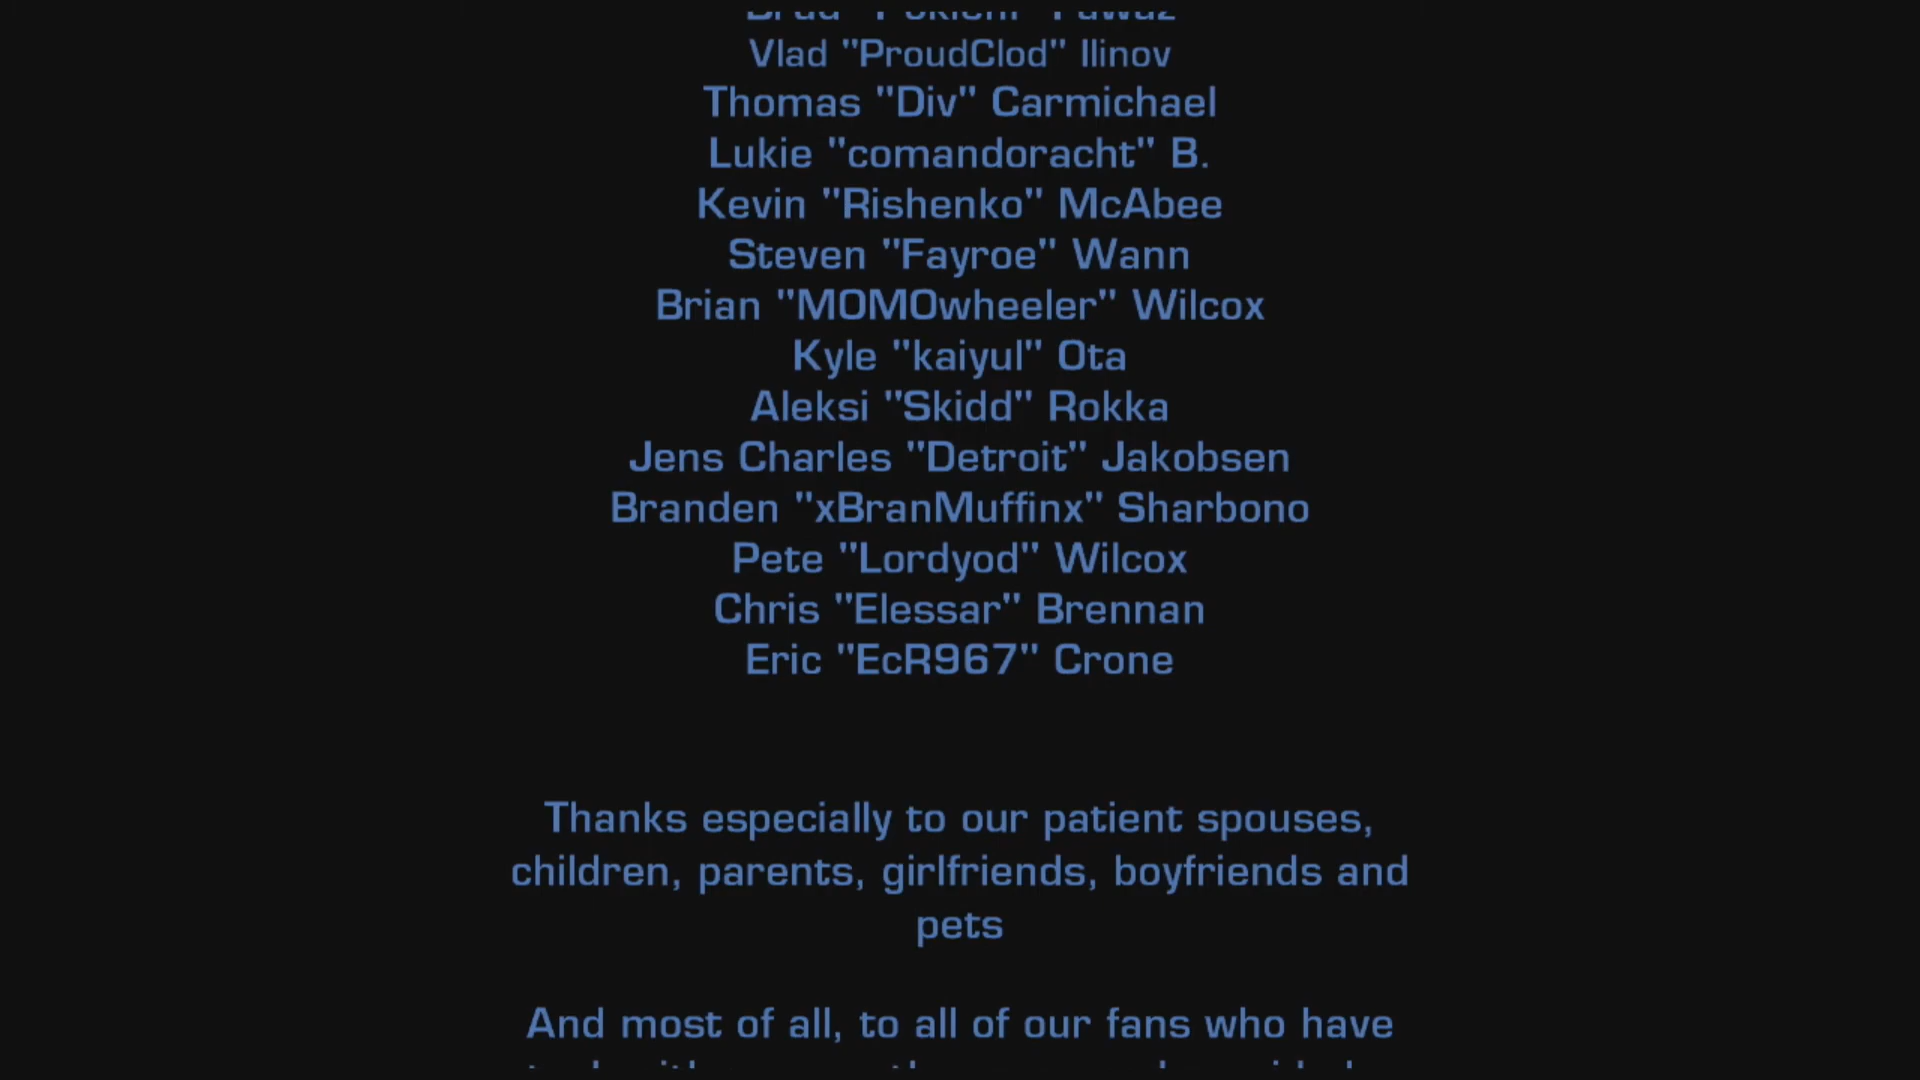 Vlad "ProudClod" Ilinov
Thomas "Div" Carmichael
Lukie "comandoracht" B.
Kevin "Rishenko" McAbee
Steven "Fayroe" Wann
Brian "MOMOwheeler" Wilcox
Kyle "kaiyul" Ota
Aleksi "Skidd" Rokka
Jens Charles "Detroit" Jakobsen
Branden "xBranMuffinx" Sharbono
Pete "Lordyod" Wilcox
Chris "Elessar" Brennan
Eric "EcR967" Crone
Thanks especially to our patient spouses,
children, parents, girlfriends, boyfriends and
pets
And most of all, to all of our fans who have